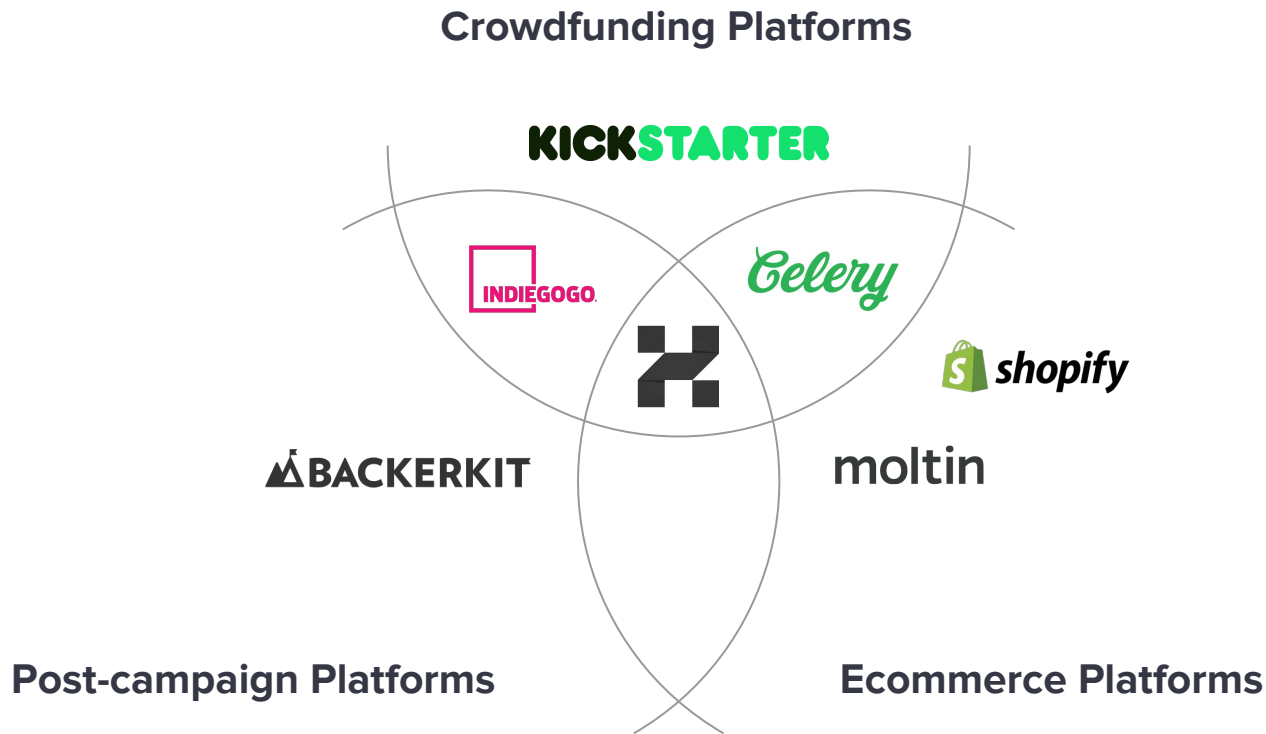 Crowdfunding Platforms
KICKSTARTER
INDIEGOGO
Celery
shopify
BACKERKIT
moltin
Post-campaign Platforms
Ecommerce Platforms